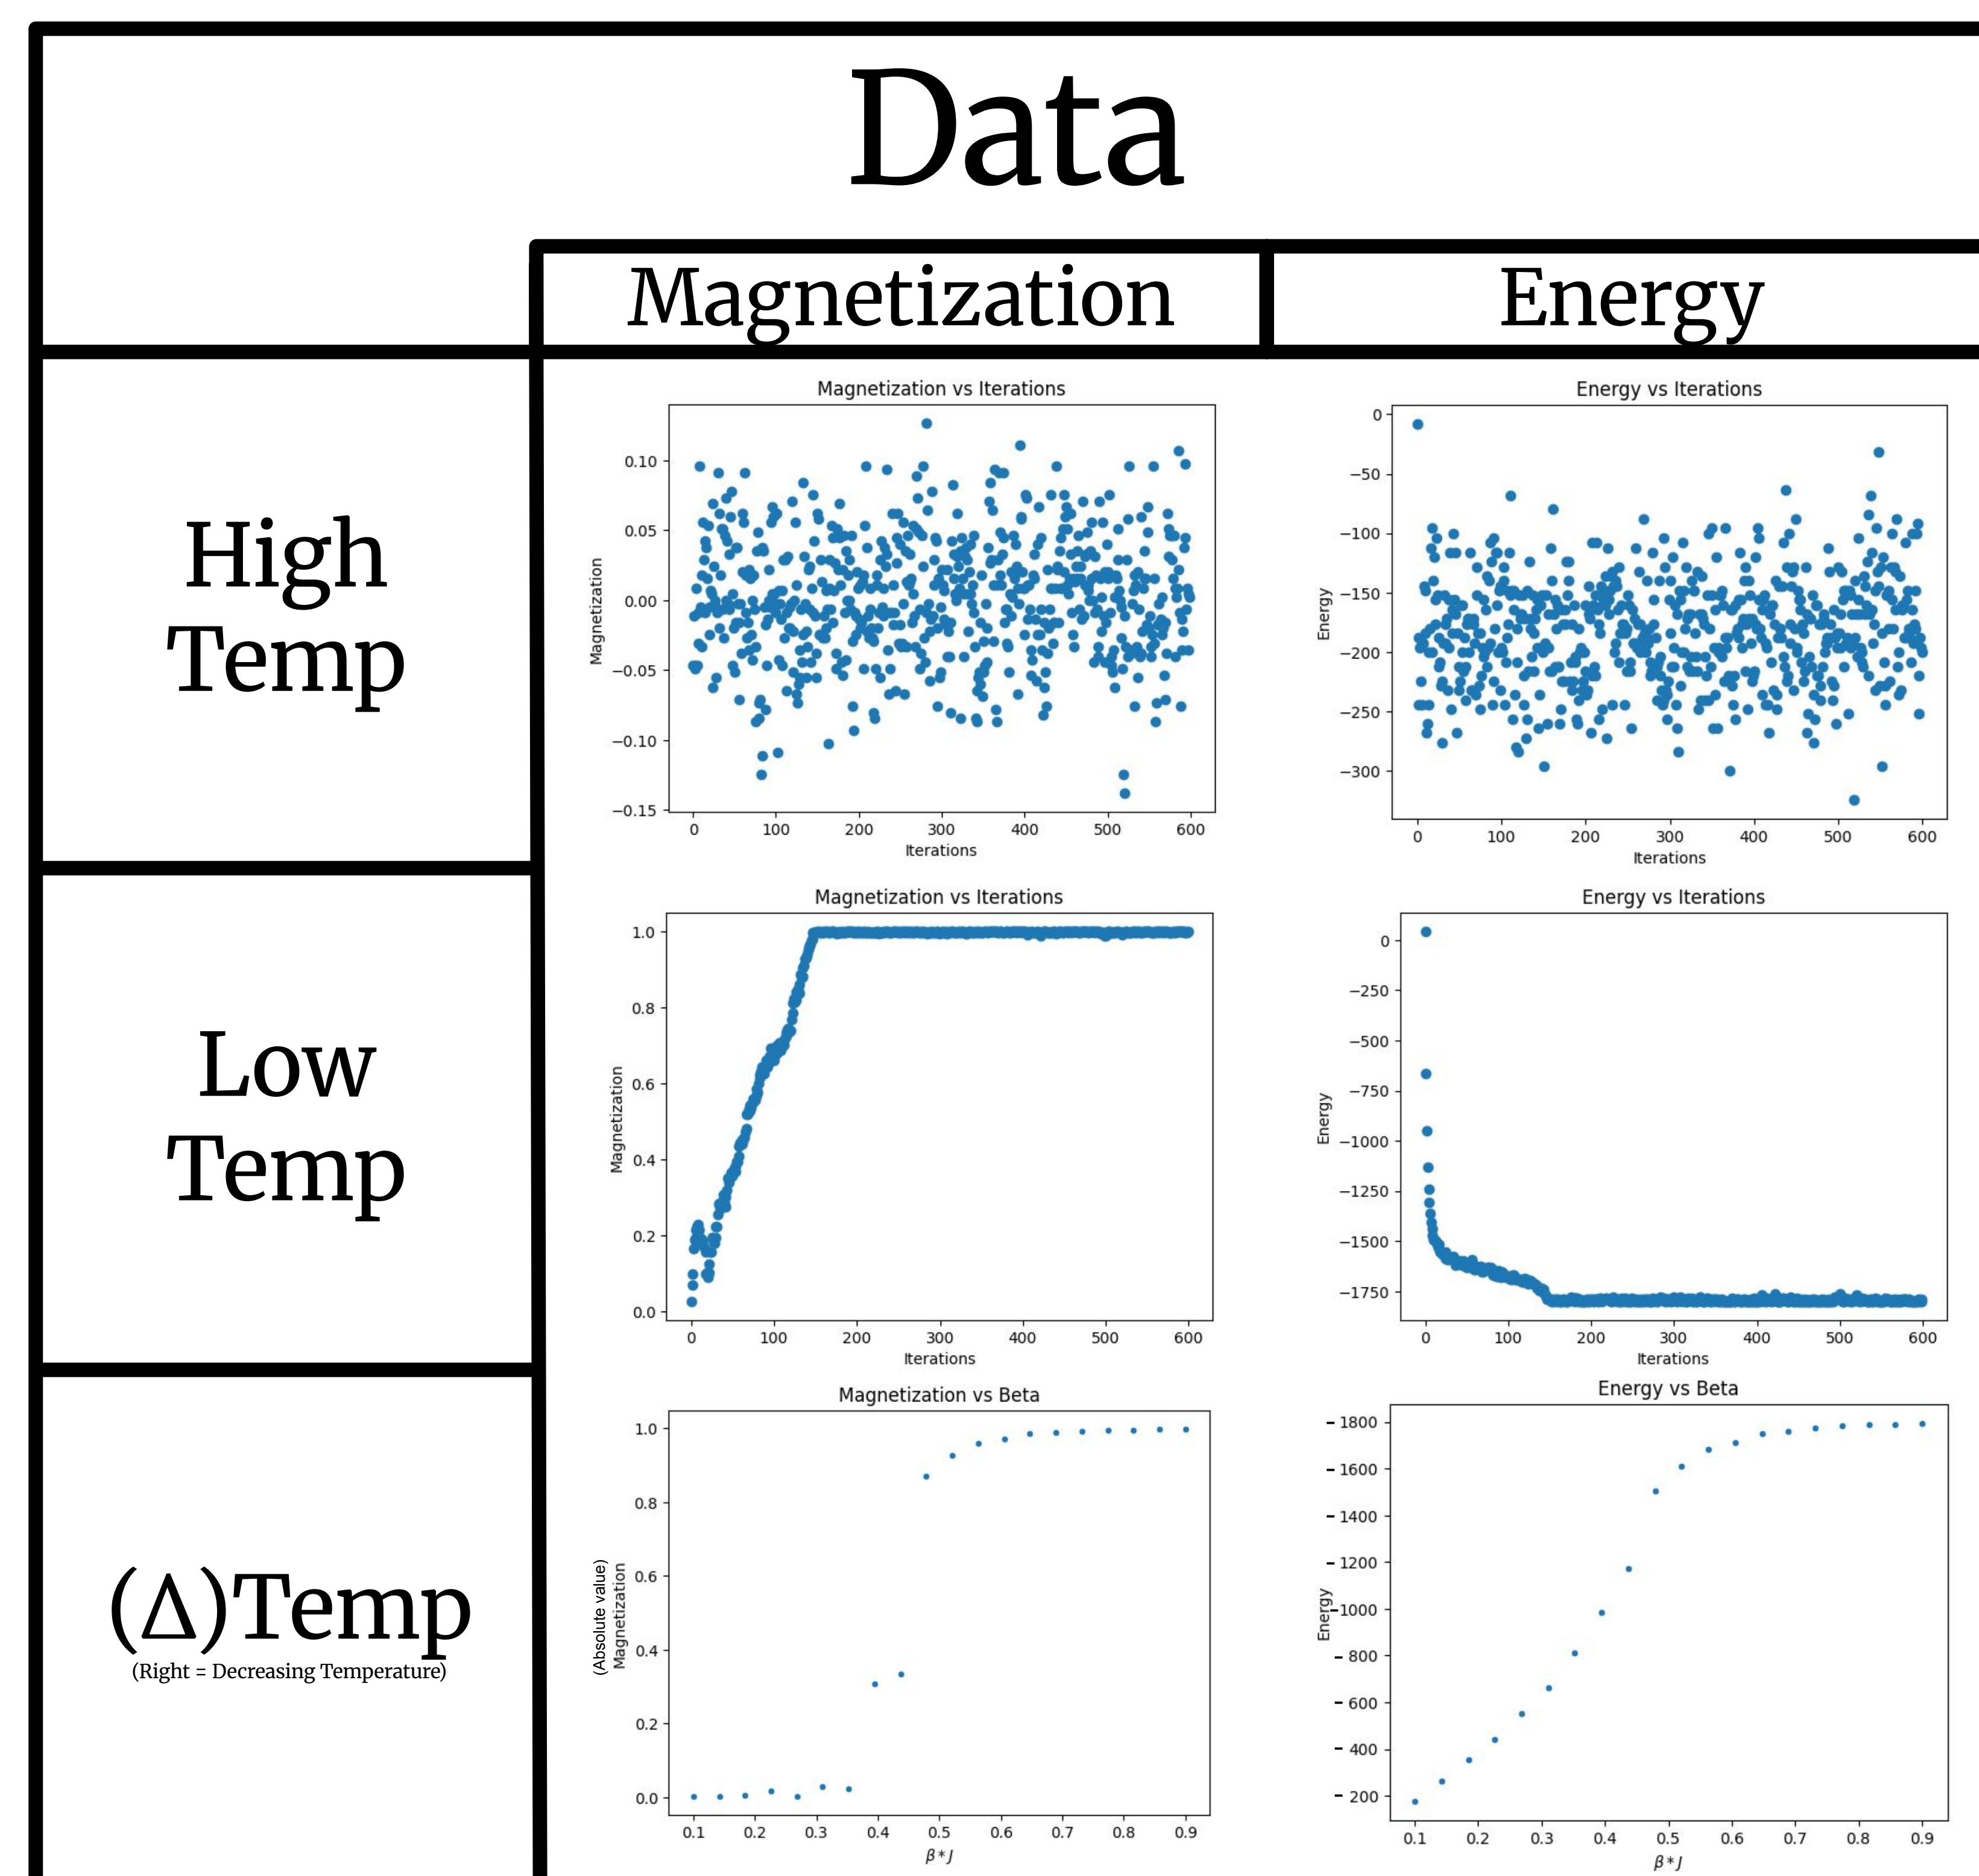 Data
Magnetization
Energy
High
Temp
Magnetization vs Iterations
Magnetization
0.10
0.05
0.00
−0.05
−0.10
−0.15
0 100 200 300 400 500 600
Iterations
Energy vs Iterations
Energy
0
−50
−100
−150
−200
−250
−300
0 100 200 300 400 500 600
Iterations
Low
Temp
Magnetization vs Iterations
Magnetization
1.0
0.8
0.6
0.4
0.2
0.0
0 100 200 300 400 500 600
Iterations
Energy vs Iterations
Energy
0
−250
−500
−750
−1000
−1250
−1500
−1750
0 100 200 300 400 500 600
Iterations
(Δ)Temp
(Right = Decreasing Temperature)
Magnetization vs Beta
(Absolute value)
Magnetization
1.0
0.8
0.6
0.4
0.2
0.0
0.1 0.2 0.3 0.4 0.5 0.6 0.7 0.8 0.9
β * J
Energy vs Beta
Energy
− 1800
− 1600
− 1400
− 1200
−1000
− 800
− 600
− 400
− 200
0.1 0.2 0.3 0.4 0.5 0.6 0.7 0.8 0.9
β * J